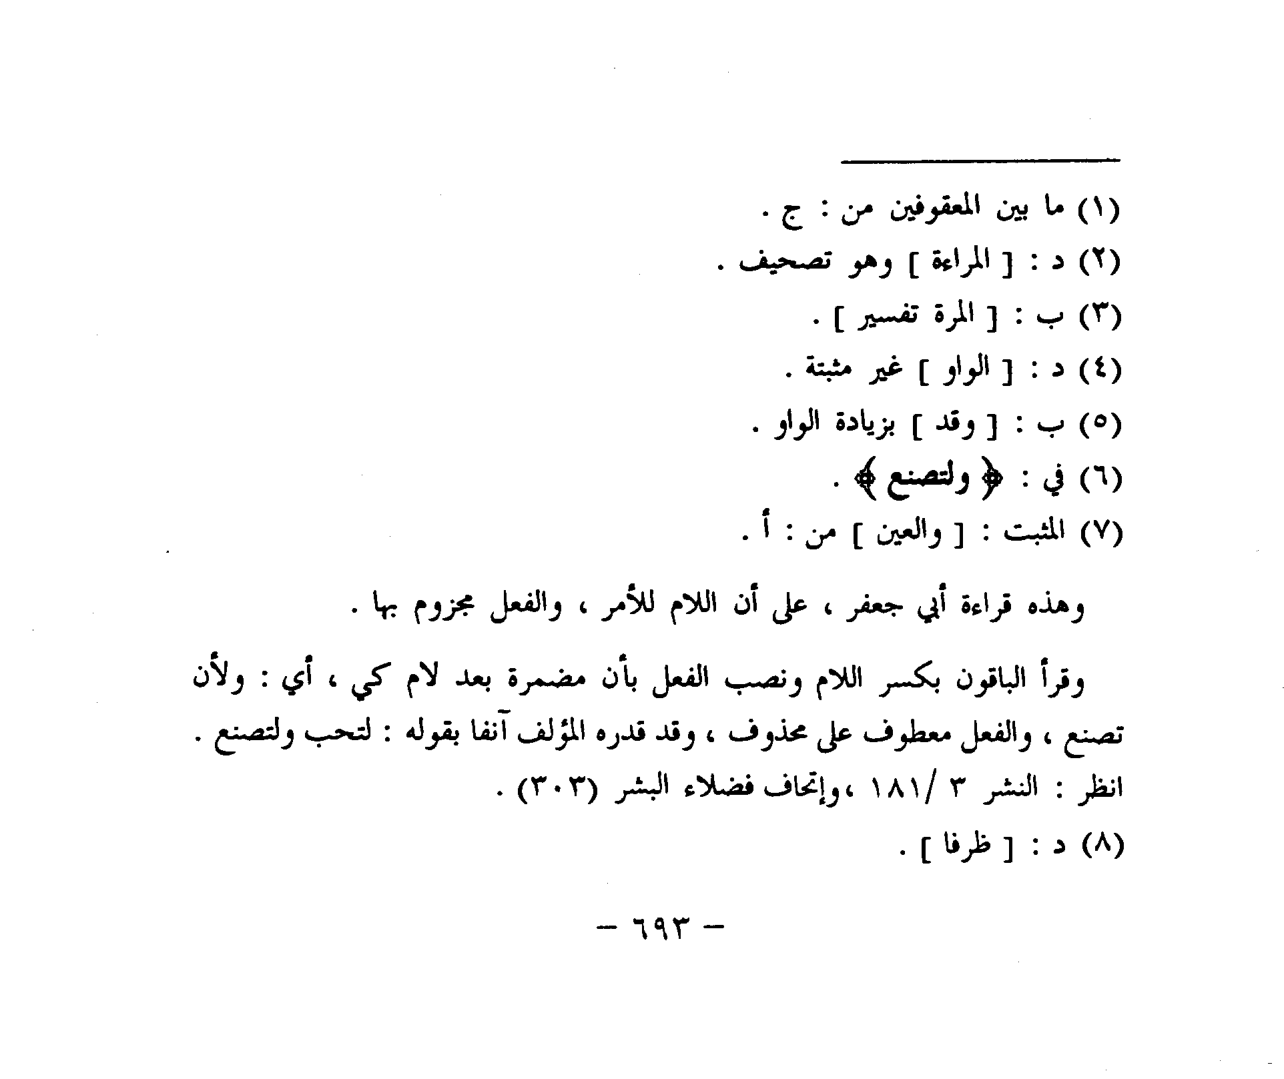 (١) ما بين المعقوفين من : ج .
(٢) د : [ المراءة ] وهو تصحيف .
(٣) ب : [ المرة تفسير ] .
(٤) د : [ الواو ] غير مثبتة .
(٥) ب : [ وقد ] بزيادة الواو .
(٦) في : ﴿ ولتصنع ﴾ .
(٧) المثبت : [ والعين ] من : أ .
وهذه قراءة أبي جعفر ، على أن اللام للأمر ، والفعل مجزوم بها .
وقرأ الباقون بكسر اللام ونصب الفعل بأن مضمرة بعد لام كي ، أي : ولأن
تصنع ، والفعل معطوف على محذوف ، وقد قدره المؤلف آنفا بقوله : لتحب ولتصنع .
انظر : النشر ٣ /١٨١ ،وإتحاف فضلاء البشر (٣٠٣) .
(٨) د : [ ظرفا ] .
– ٦٩٣ –